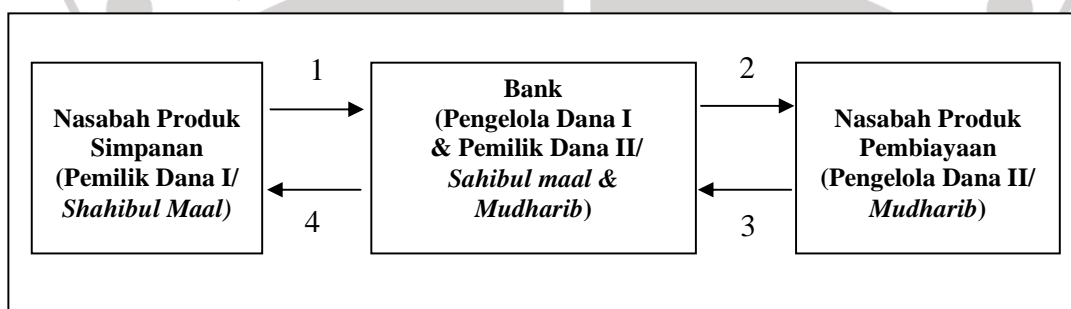 Nasabah Produk
Simpanan
(Pemilik Dana I/
Shahibul Maal)
1
4
Bank
(Pengelola Dana I
& Pemilik Dana II/
Sahibul maal &
Mudharib)
2
3
Nasabah Produk
Pembiayaan
(Pengelola Dana II/
Mudharib)